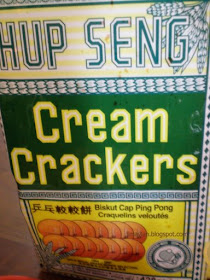 HUP SENG
Cream
Crackers
乒乓較較餅
Biskut Cap Ping Pong
Craquelins veloutés